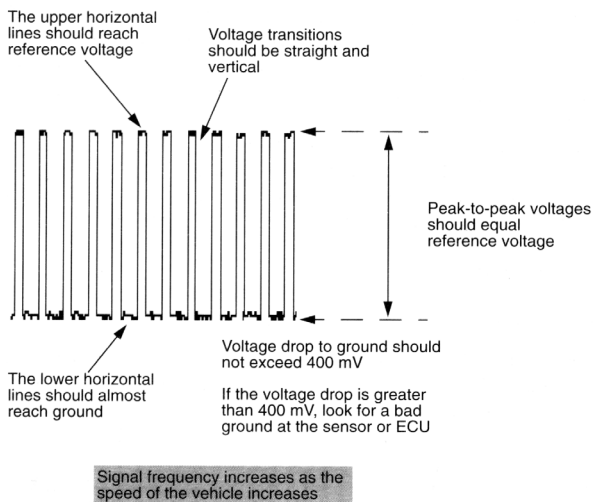 The upper horizontal
lines should reach
reference voltage
Voltage transitions
should be straight and
vertical
Peak-to-peak voltages
should equal
reference voltage
The lower horizontal
lines should almost
reach ground
Voltage drop to ground should
not exceed 400 mV
If the voltage drop is greater
than 400 mV, look for a bad
ground at the sensor or ECU
Signal frequency increases as the
speed of the vehicle increases